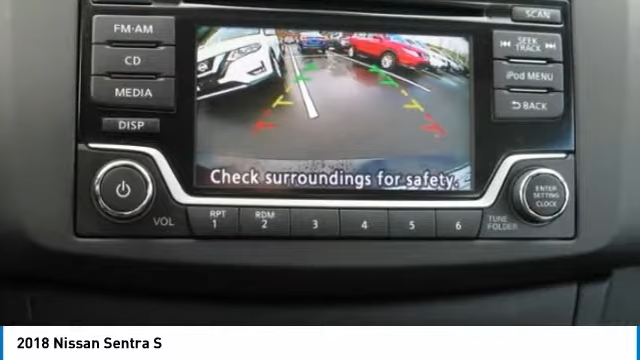 FM·AM
CD
MEDIA
DISP
VOL
SCAN
SEEK
TRACK
iPod MENU
BACK
ENTER
SETTING
CLOCK
TUNE
FOLDER
Check surroundings for safety.
RPT
1
RDM
2
3
4
5
6
2018 Nissan Sentra S